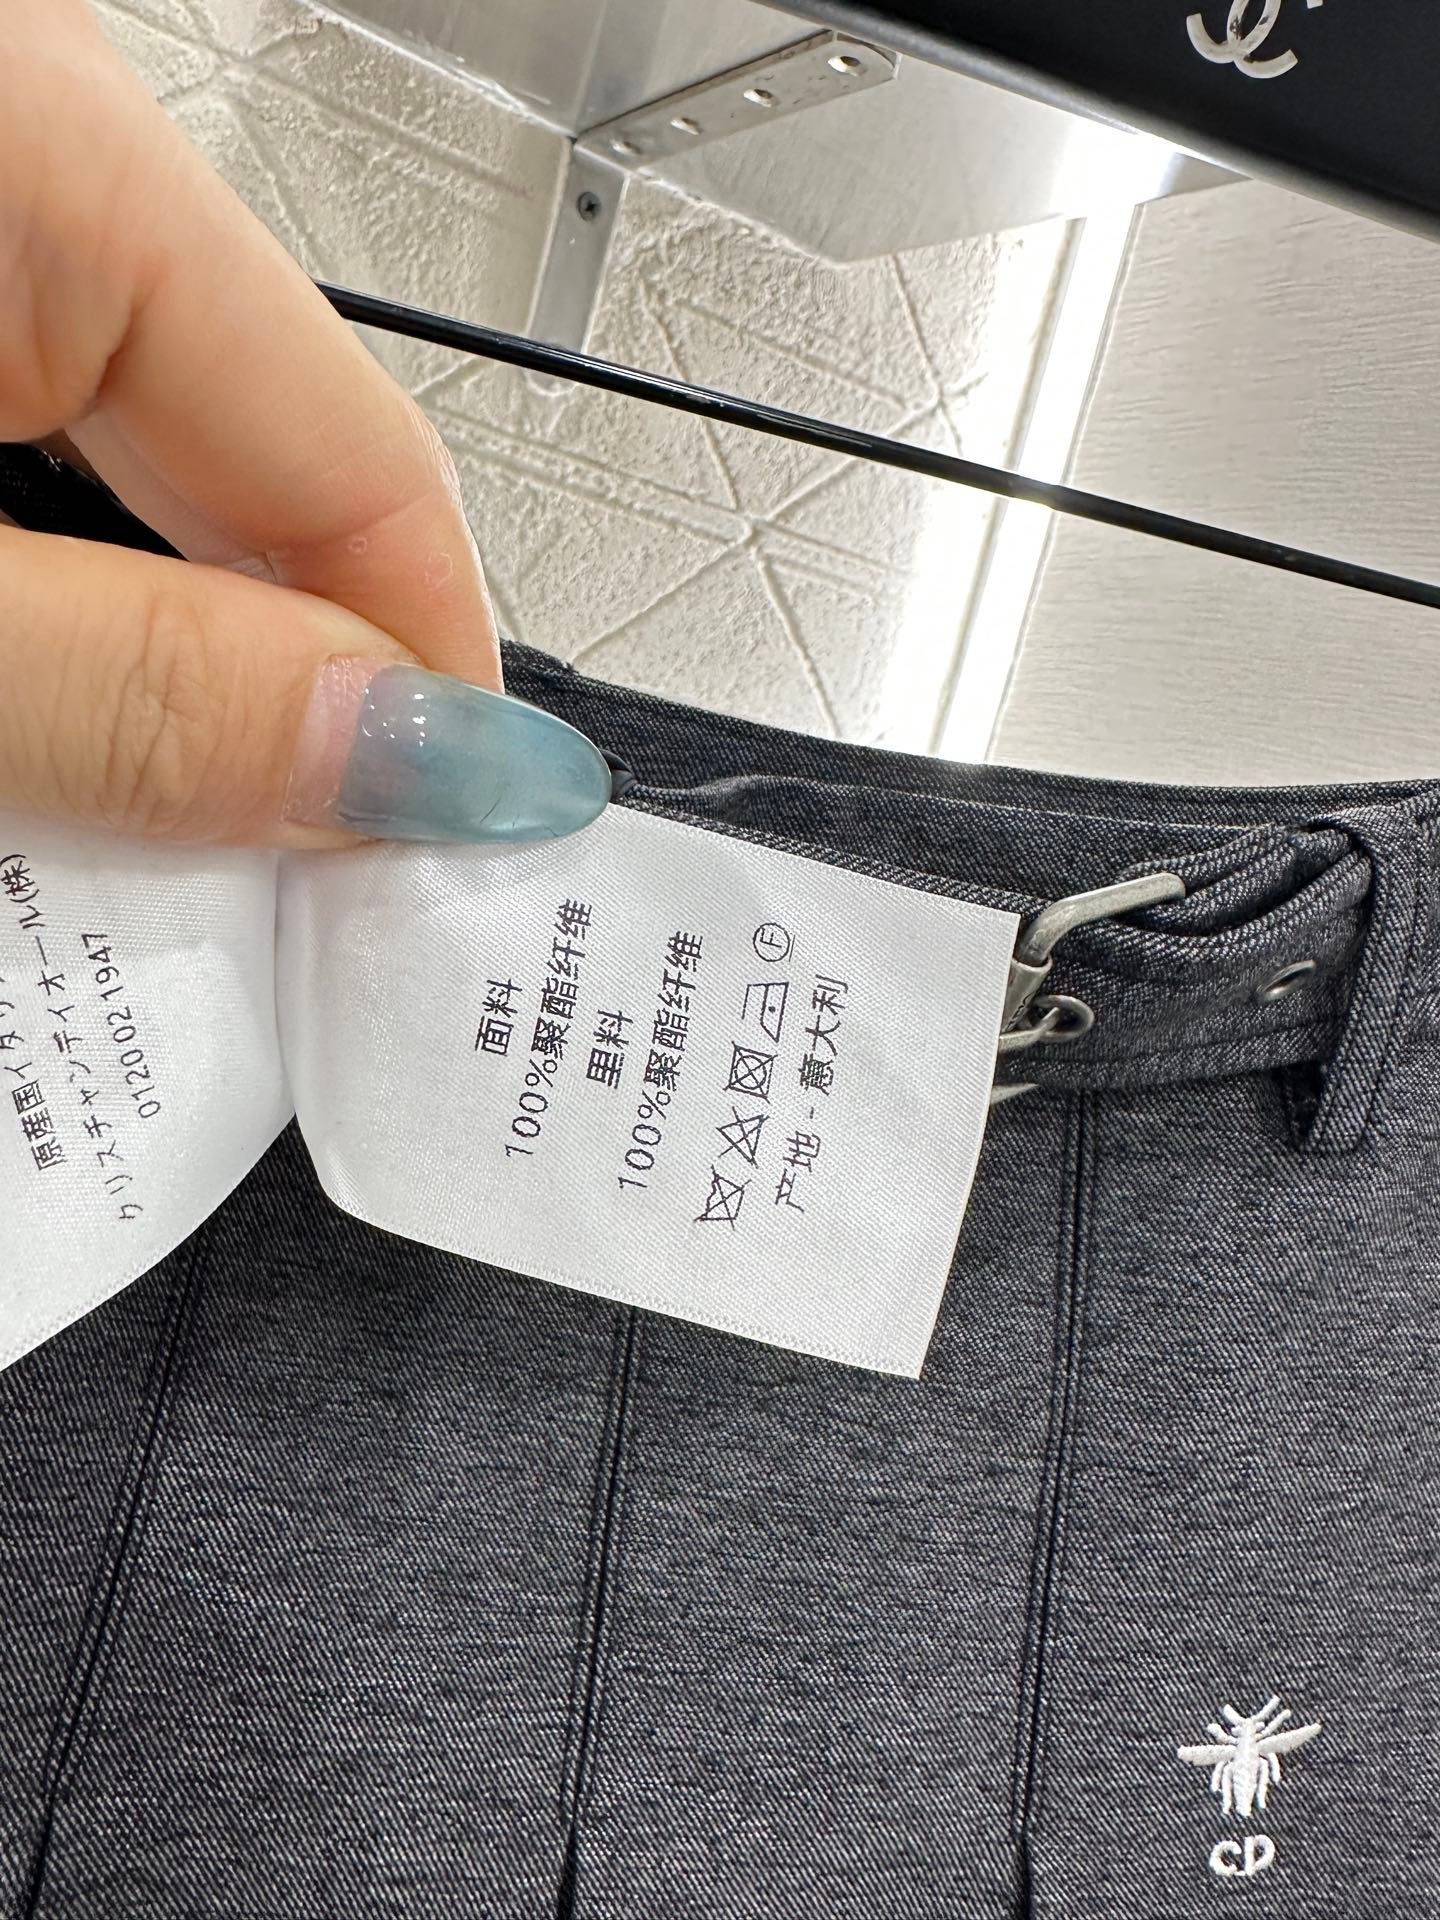 原産国イタリ
クリスチャンディオール(株)
0120 02 1947
面料
100%聚酯纤维
里料
100%聚酯纤维
F
产地 - 意大利
CD